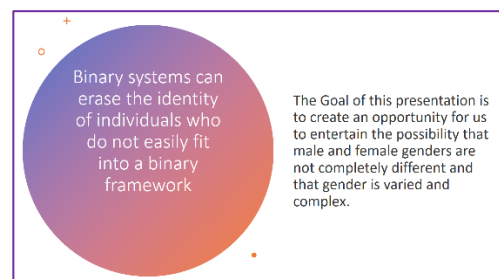 Binary systems can
erase the identity
of individuals who
do not easily fit
into a binary
framework
The Goal of this presentation is
to create an opportunity for us
to entertain the possibility that
male and female genders are
not completely different and
that gender is varied and
complex.